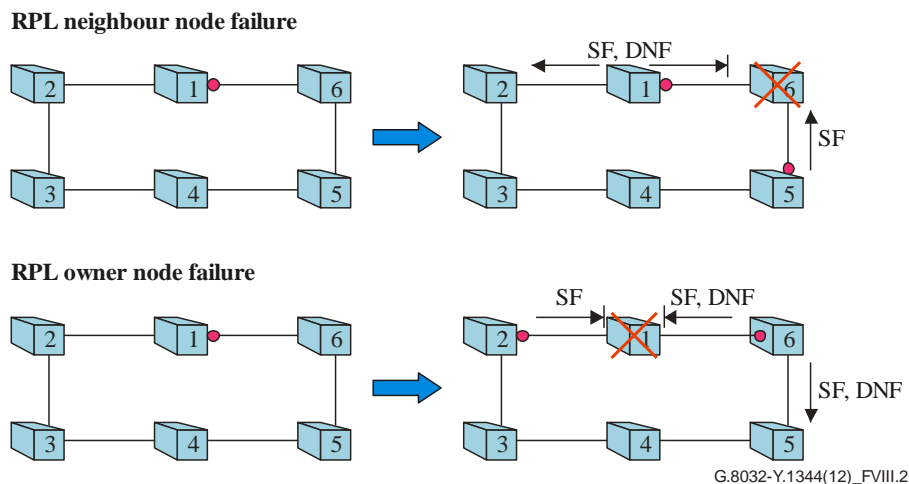 RPL neighbour node failure
SF, DNF
2 1 6 2 1 6
SF
3 4 5 3 4 5
RPL owner node failure
SF SF, DNF
2 1 6 2 1 6
SF, DNF
3 4 5 3 4 5
G.8032-Y.1344(12)_FVIII.2